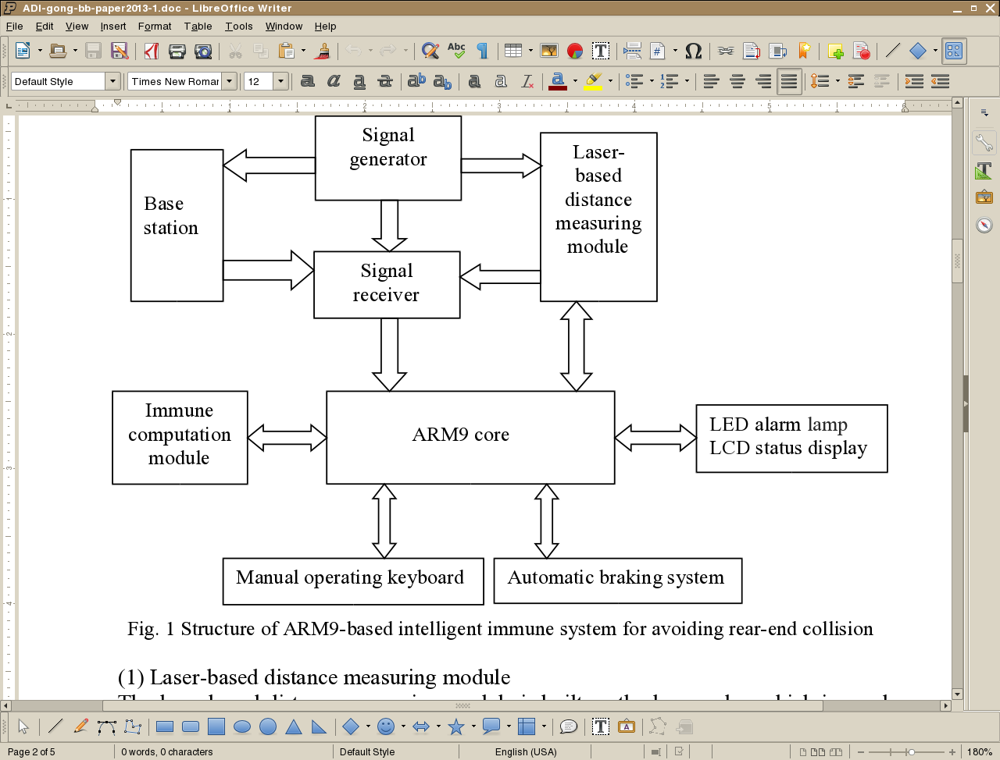 ADI-gong-bb-paper2013-1.doc - LibreOffice Writer
File Edit View Insert Format Table Tools Window Help
Default Style
Times New Roman
12
Signal
generator
Laser-
based
distance
measuring
module
Base
station
Signal
receiver
Immune
computation
module
ARM9 core
LED alarm lamp
LCD status display
Manual operating keyboard
Automatic braking system
Fig. 1 Structure of ARM9-based intelligent immune system for avoiding rear-end collision
(1) Laser-based distance measuring module
Page 2 of 5
0 words, 0 characters
Default Style
English (USA)
180%